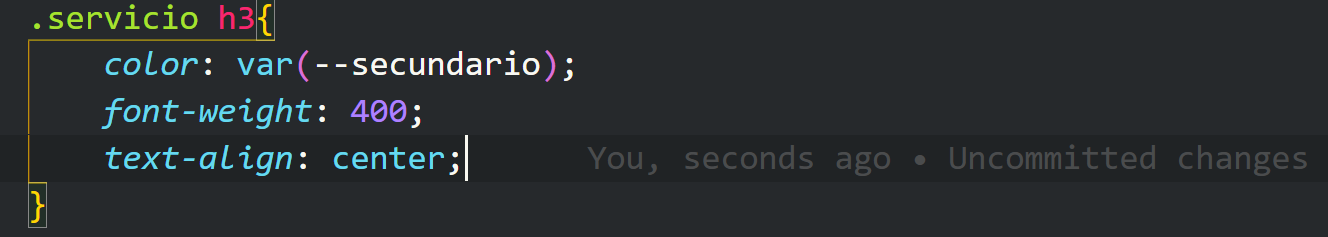 .servicio h3{
color: var(--secundario);
font-weight: 400;
text-align: center; You, seconds ago • Uncommitted changes
}